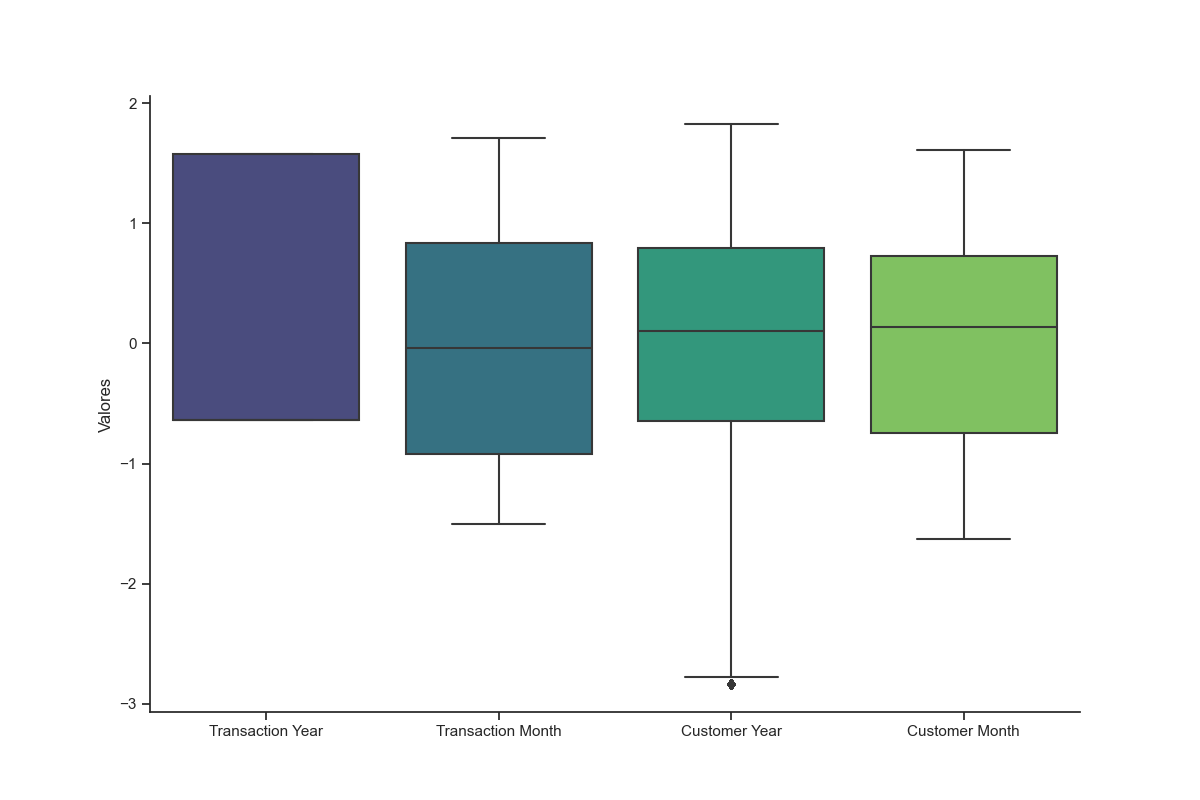 2
1
0
−1
−2
−3
Valores
Transaction Year
Transaction Month
Customer Year
Customer Month